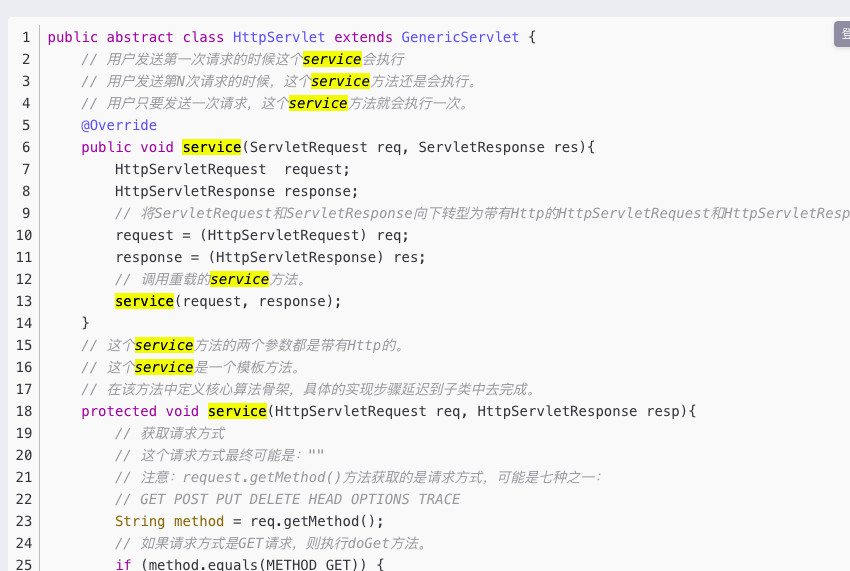 1 public abstract class HttpServlet extends GenericServlet {
2 // 用户发送第一次请求的时候这个service会执行
3 // 用户发送第N次请求的时候，这个service方法还是会执行。
4 // 用户只要发送一次请求，这个service方法就会执行一次。
5 @Override
6 public void service(ServletRequest req, ServletResponse res){
7 HttpServletRequest  request;
8 HttpServletResponse response;
9 // 将ServletRequest和ServletResponse向下转型为带有Http的HttpServletRequest和HttpServletResp
10 request = (HttpServletRequest) req;
11 response = (HttpServletResponse) res;
12 // 调用重载的service方法。
13 service(request, response);
14 }
15 // 这个service方法的两个参数都是带有Http的。
16 // 这个service是一个模板方法。
17 // 在该方法中定义核心算法骨架，具体的实现步骤延迟到子类中去完成。
18 protected void service(HttpServletRequest req, HttpServletResponse resp){
19 // 获取请求方式
20 // 这个请求方式最终可能是：""
21 // 注意：request.getMethod()方法获取的是请求方式，可能是七种之一：
22 // GET POST PUT DELETE HEAD OPTIONS TRACE
23 String method = req.getMethod();
24 // 如果请求方式是GET请求，则执行doGet方法。
25 if (method.equals(METHOD_GET)) {